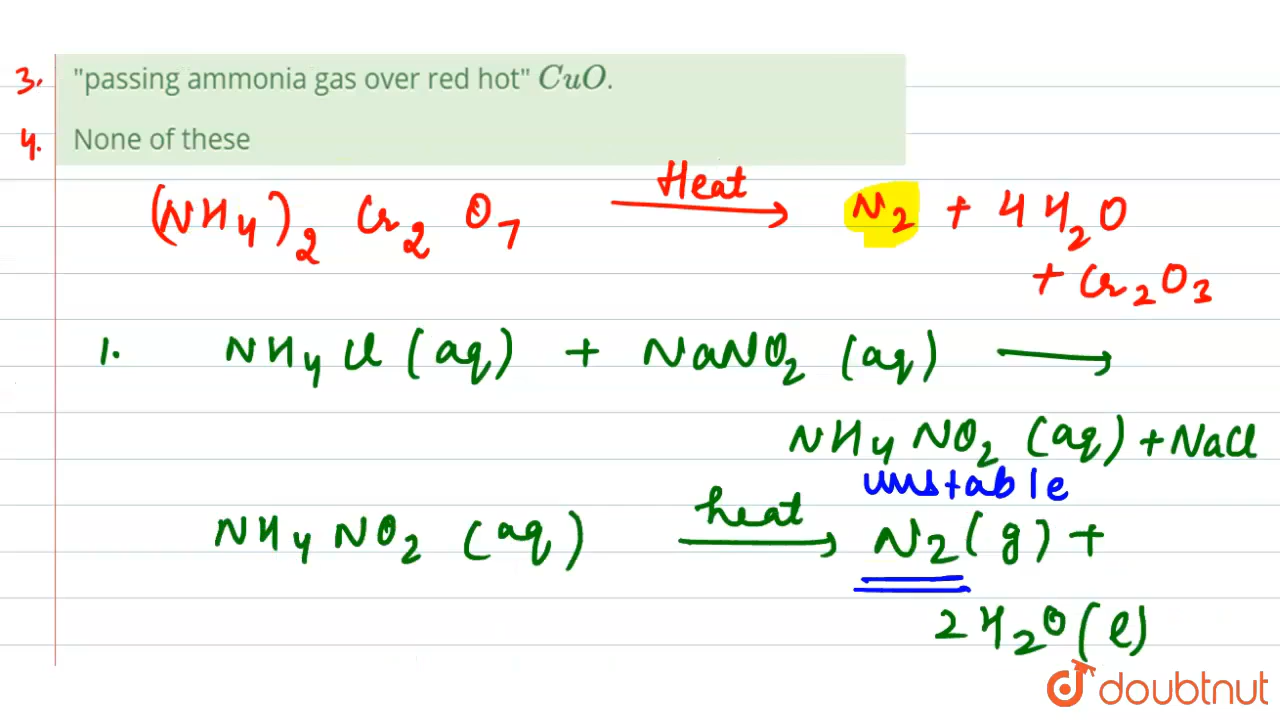 3. "passing ammonia gas over red hot" CuO.
4. None of these
(NH4)2 Cr2 O7 Heat → N2 + 4H2O
+ Cr2O3
1. NH4Cl (aq) + NaNO2 (aq) →
NH4NO2 (aq) + NaCl
unstable
NH4NO2 (aq) heat → N2(g) +
2H2O(l)
doubtnut